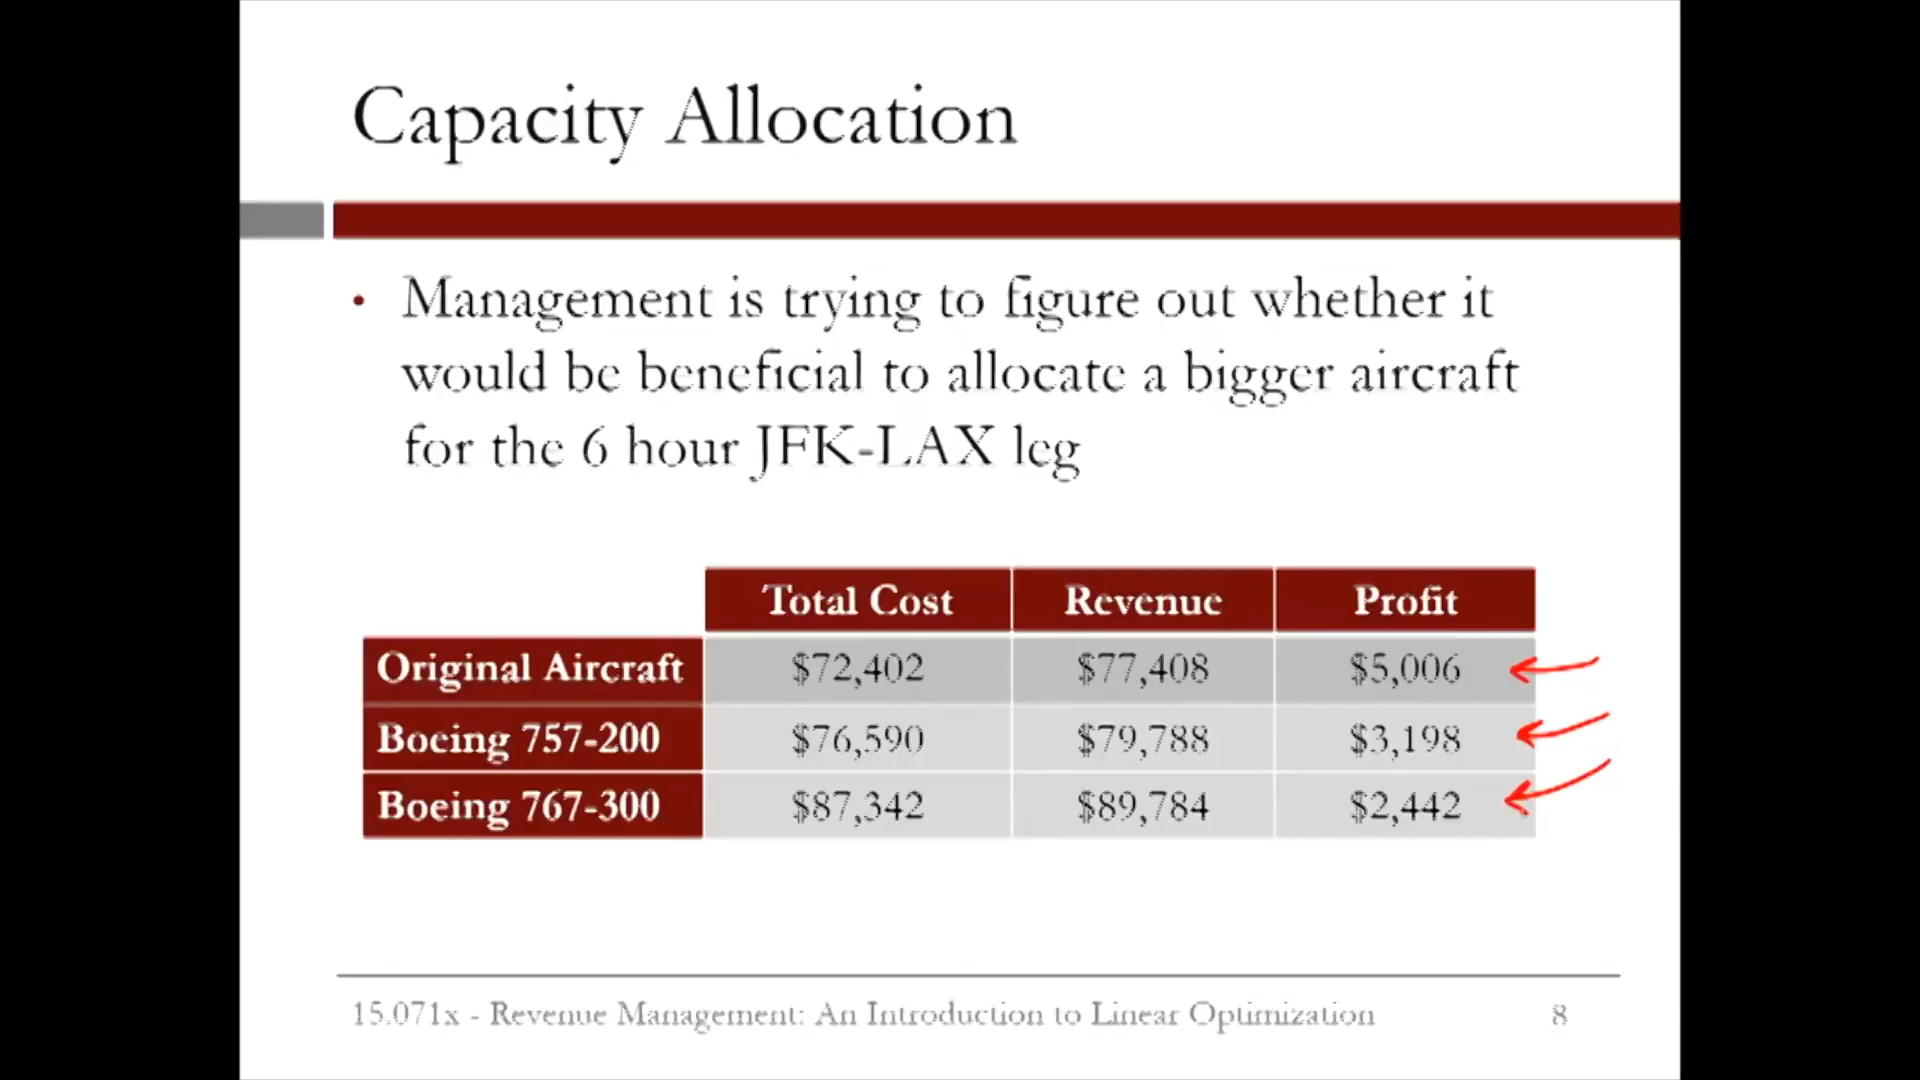 Capacity Allocation
• Management is trying to figure out whether it
would be beneficial to allocate a bigger aircraft
for the 6 hour JFK-LAX leg
Total Cost Revenue Profit
Original Aircraft $72,402 $77,408 $5,006
Boeing 757-200 $76,590 $79,788 $3,198
Boeing 767-300 $87,342 $89,784 $2,442
15.071x - Revenue Management: An Introduction to Linear Optimization 8